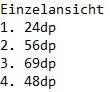 Einzelansicht
1. 24dp
2. 56dp
3. 69dp
4. 48dp